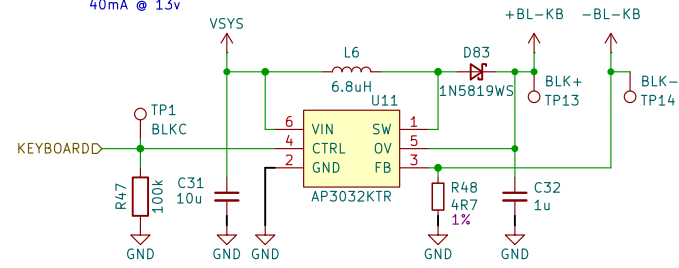 40mA @ 13v
VSYS
+BL-KB
-BL-KB
L6
6.8uH
D83
1N5819WS
BLK+
TP13
BLK-
TP14
U11
TP1
BLKC
KEYBOARD
6 VIN SW 1
4 CTRL OV 5
2 GND FB 3
AP3032KTR
R47
100k
C31
10u
R48
4R7
1%
C32
1u
GND
GND
GND
GND
GND